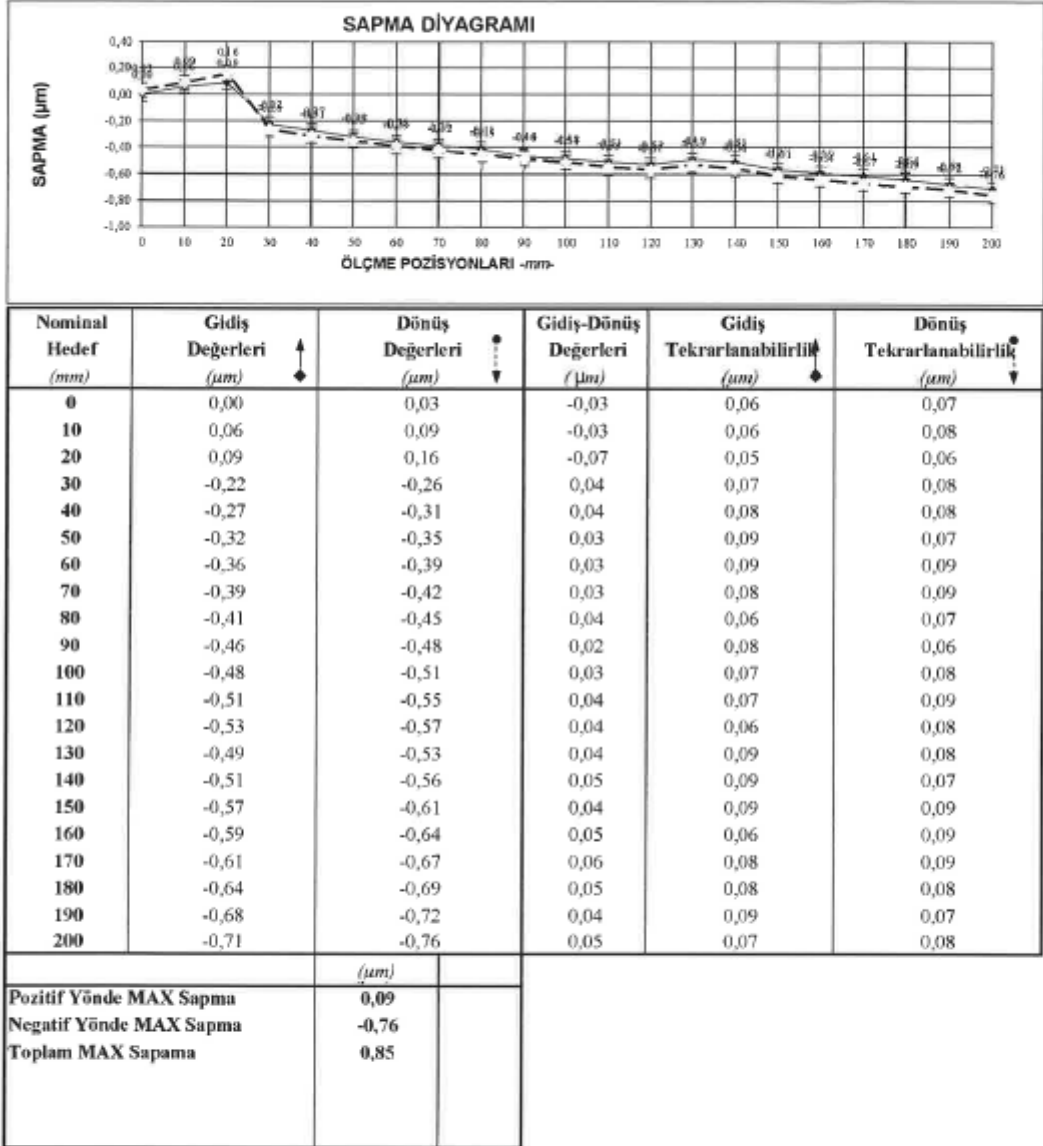 SAPMA DİYAGRAMI
SAPMA (µm)
0,40
0,20
0,00
-0,20
-0,40
-0,60
-0,80
-1,00
0 10 20 30 40 50 60 70 80 90 100 110 120 130 140 150 160 170 180 190 200
ÖLÇME POZİSYONLARI -mm-
Nominal Hedef (mm) Gidiş Değerleri (µm) Dönüş Değerleri (µm) Gidiş-Dönüş Değerleri (µm) Gidiş Tekrarlanabilirlik (µm) Dönüş Tekrarlanabilirlik (µm)
0 0,00 0,03 -0,03 0,06 0,07
10 0,06 0,09 -0,03 0,06 0,08
20 0,09 0,16 -0,07 0,05 0,06
30 -0,22 -0,26 0,04 0,07 0,08
40 -0,27 -0,31 0,04 0,08 0,08
50 -0,32 -0,35 0,03 0,09 0,07
60 -0,36 -0,39 0,03 0,09 0,09
70 -0,39 -0,42 0,03 0,08 0,09
80 -0,41 -0,45 0,04 0,06 0,07
90 -0,46 -0,48 0,02 0,08 0,06
100 -0,48 -0,51 0,03 0,07 0,08
110 -0,51 -0,55 0,04 0,07 0,09
120 -0,53 -0,57 0,04 0,06 0,08
130 -0,49 -0,53 0,04 0,09 0,08
140 -0,51 -0,56 0,05 0,09 0,07
150 -0,57 -0,61 0,04 0,09 0,09
160 -0,59 -0,64 0,05 0,06 0,09
170 -0,61 -0,67 0,06 0,08 0,09
180 -0,64 -0,69 0,05 0,08 0,08
190 -0,68 -0,72 0,04 0,09 0,07
200 -0,71 -0,76 0,05 0,07 0,08
(µm)
Pozitif Yönde MAX Sapma 0,09
Negatif Yönde MAX Sapma -0,76
Toplam MAX Sapama 0,85